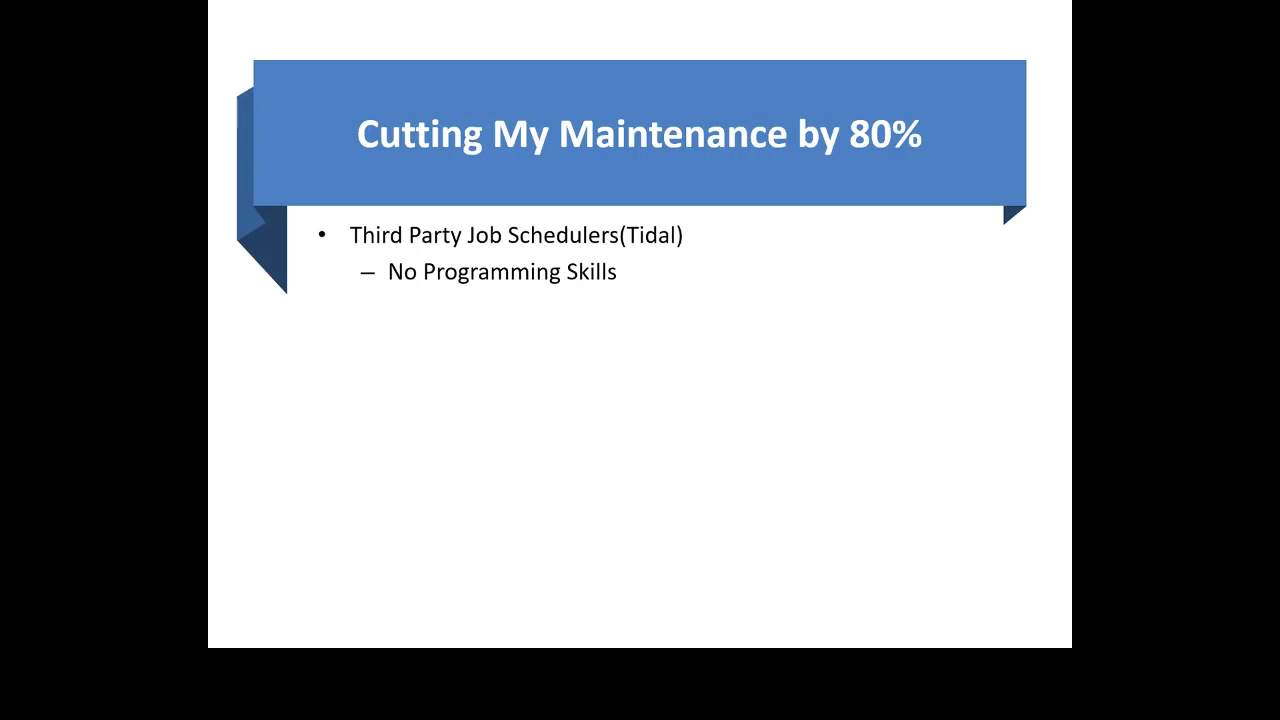 Cutting My Maintenance by 80%
• Third Party Job Schedulers(Tidal)
– No Programming Skills